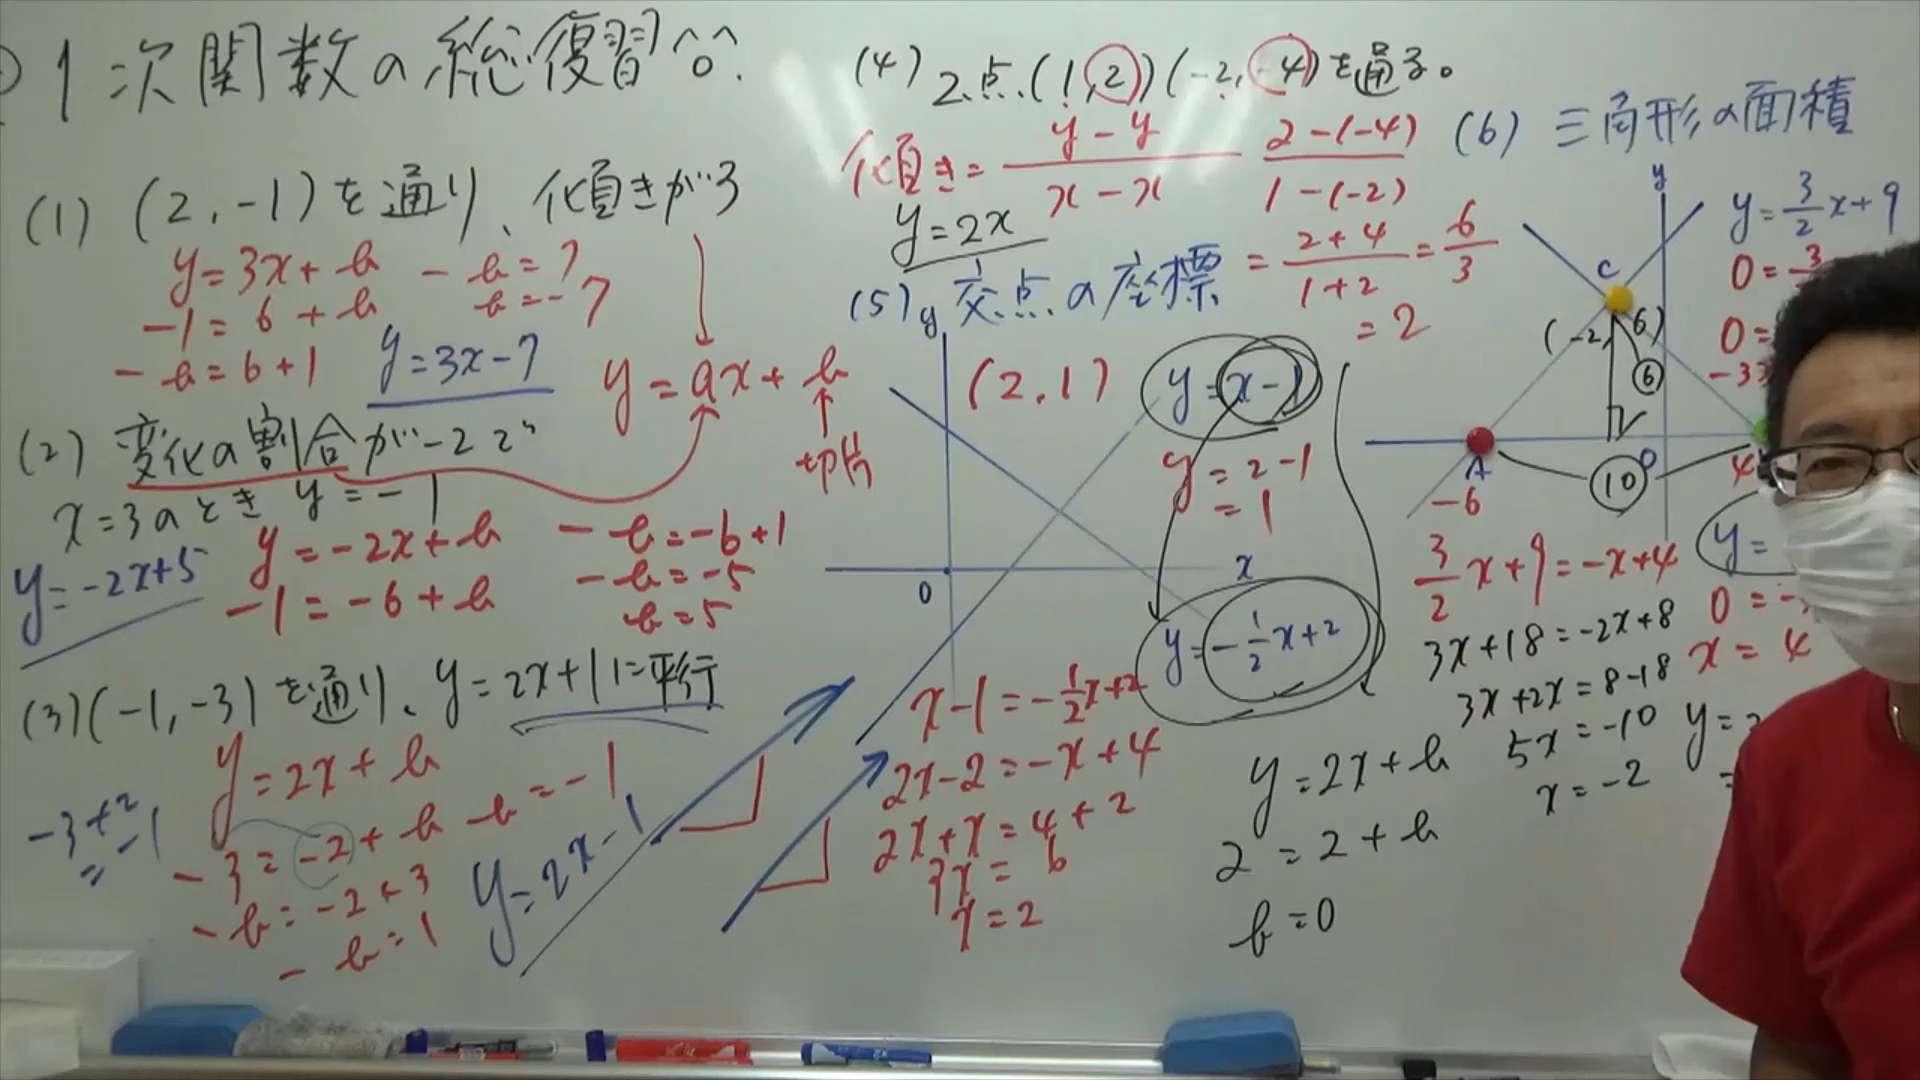 1次関数の総復習^^.
(1) (2,-1)を通り、傾きが3
y=3x+b
-1=6+b
-b=6+1
-b=7
b=-7
y=3x-7
y=ax+b
切片
(2) 変化の割合が-2で
x=3のとき y=-1
y=-2x+b
-1=-6+b
-b=-6+1
-b=-5
b=5
y=-2x+5
(3)(-1,-3)を通り、y=2x+1に平行
y=2x+b
-3=-2+b
-b=-2+3
-b=1
b=-1
-3+2
=-1
y=2x-1
(4) 2点(1,2)(-2,-4)を通る。
傾き= y-y
x-x
2-(-4)
1-(-2)
= 2+4 = 6
1+2 3
=2
y=2x
(5) 交点の座標
y
(2,1)
y=x-1
y=2-1
=1
x
0
y=-1/2x+2
x-1=-1/2x+2
2x-2=-x+4
2x+x=4+2
3x=6
x=2
y=2x+b
2=2+b
b=0
(6) 三角形の面積
y
y=3/2x+9
0=3
0=
-3
C
(-2,6)
6
A
-6
O
10
4
y=
3/2x+9=-x+4
3x+18=-2x+8
3x+2x=8-18
5x=-10
x=-2
0=-
x=4
y=
=